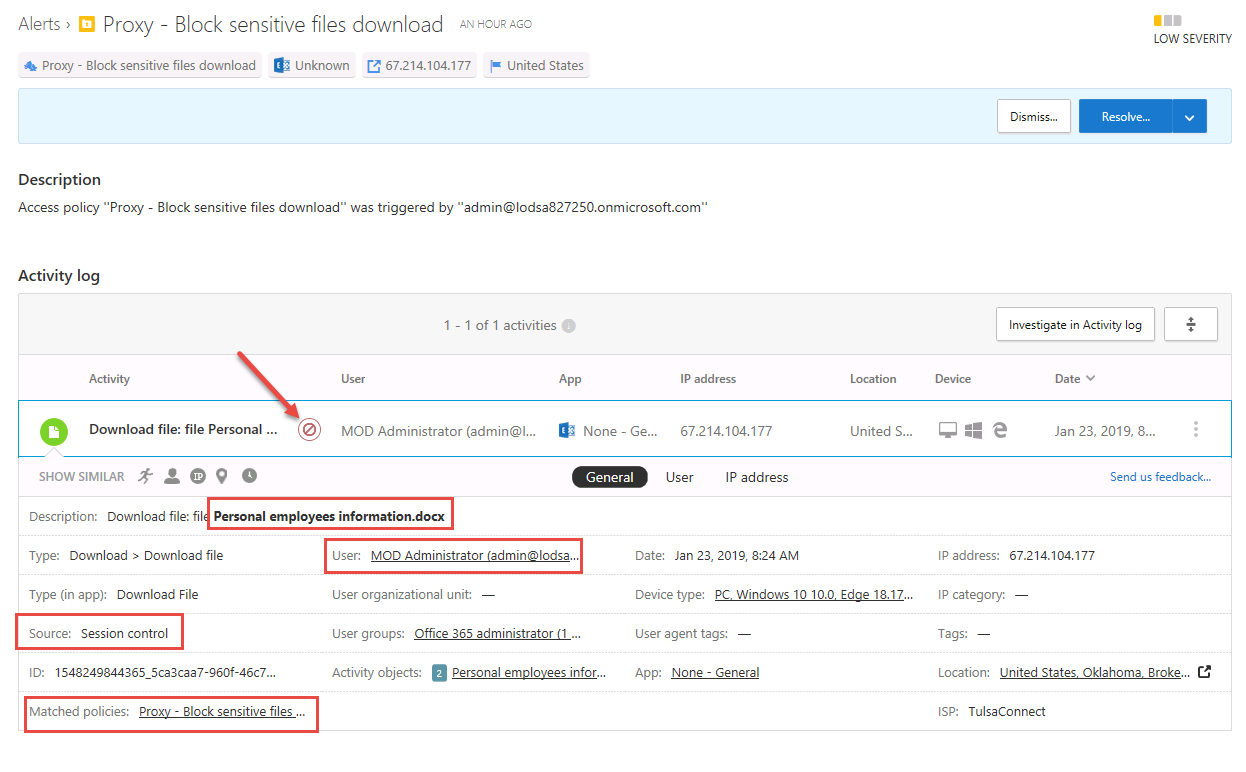 Alerts › Proxy - Block sensitive files download AN HOUR AGO
LOW SEVERITY
Proxy - Block sensitive files download Unknown 67.214.104.177 United States
Dismiss... Resolve...
Description
Access policy "Proxy - Block sensitive files download" was triggered by "admin@lodsa827250.onmicrosoft.com"
Activity log
1 - 1 of 1 activities Investigate in Activity log
Activity User App IP address Location Device Date
Download file: file Personal ... MOD Administrator (admin@l... None - Ge... 67.214.104.177 United S... Jan 23, 2019, 8...
SHOW SIMILAR IP General User IP address Send us feedback...
Description: Download file: file Personal employees information.docx
Type: Download > Download file User: MOD Administrator (admin@lodsa... Date: Jan 23, 2019, 8:24 AM IP address: 67.214.104.177
Type (in app): Download File User organizational unit: — Device type: PC, Windows 10 10.0, Edge 18.17... IP category: —
Source: Session control User groups: Office 365 administrator (1 ... User agent tags: — Tags: —
ID: 1548249844365_5ca3caa7-960f-46c7... Activity objects: 2 Personal employees infor... App: None - General Location: United States, Oklahoma, Broke...
Matched policies: Proxy - Block sensitive files ... ISP: TulsaConnect